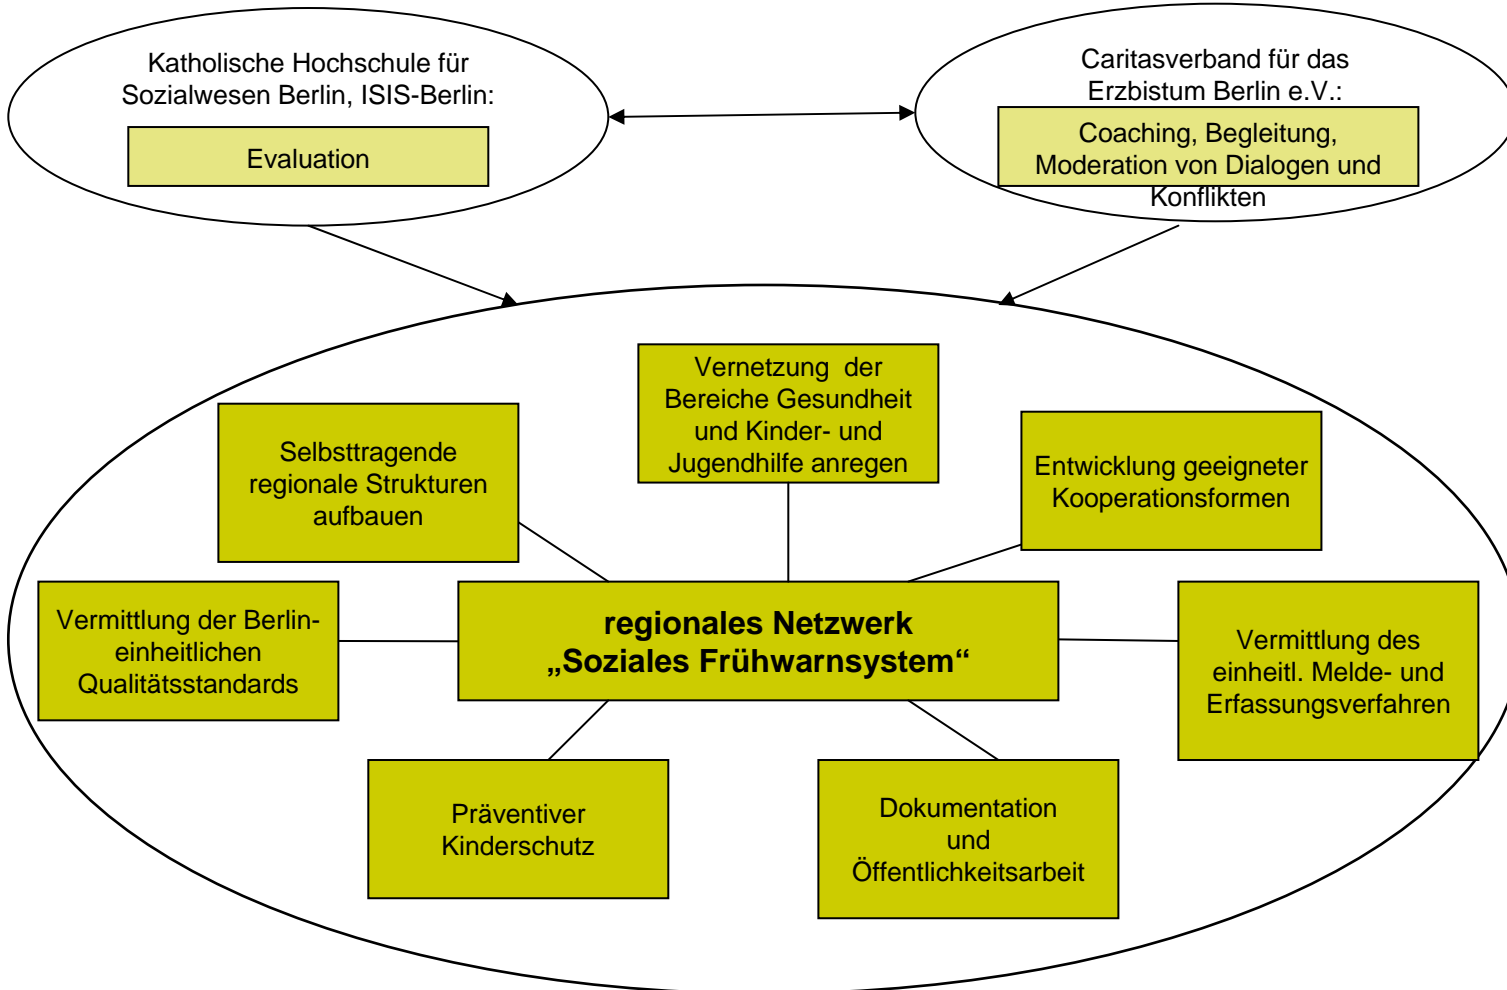 Katholische Hochschule für
Sozialwesen Berlin, ISIS-Berlin:
Evaluation
Caritasverband für das
Erzbistum Berlin e.V.:
Coaching, Begleitung,
Moderation von Dialogen und
Konflikten
Vernetzung der
Bereiche Gesundheit
und Kinder- und
Jugendhilfe anregen
Selbsttragende
regionale Strukturen
aufbauen
Entwicklung geeigneter
Kooperationsformen
Vermittlung der Berlin-
einheitlichen
Qualitätsstandards
regionales Netzwerk
„Soziales Frühwarnsystem“
Vermittlung des
einheitl. Melde- und
Erfassungsverfahren
Präventiver
Kinderschutz
Dokumentation
und
Öffentlichkeitsarbeit